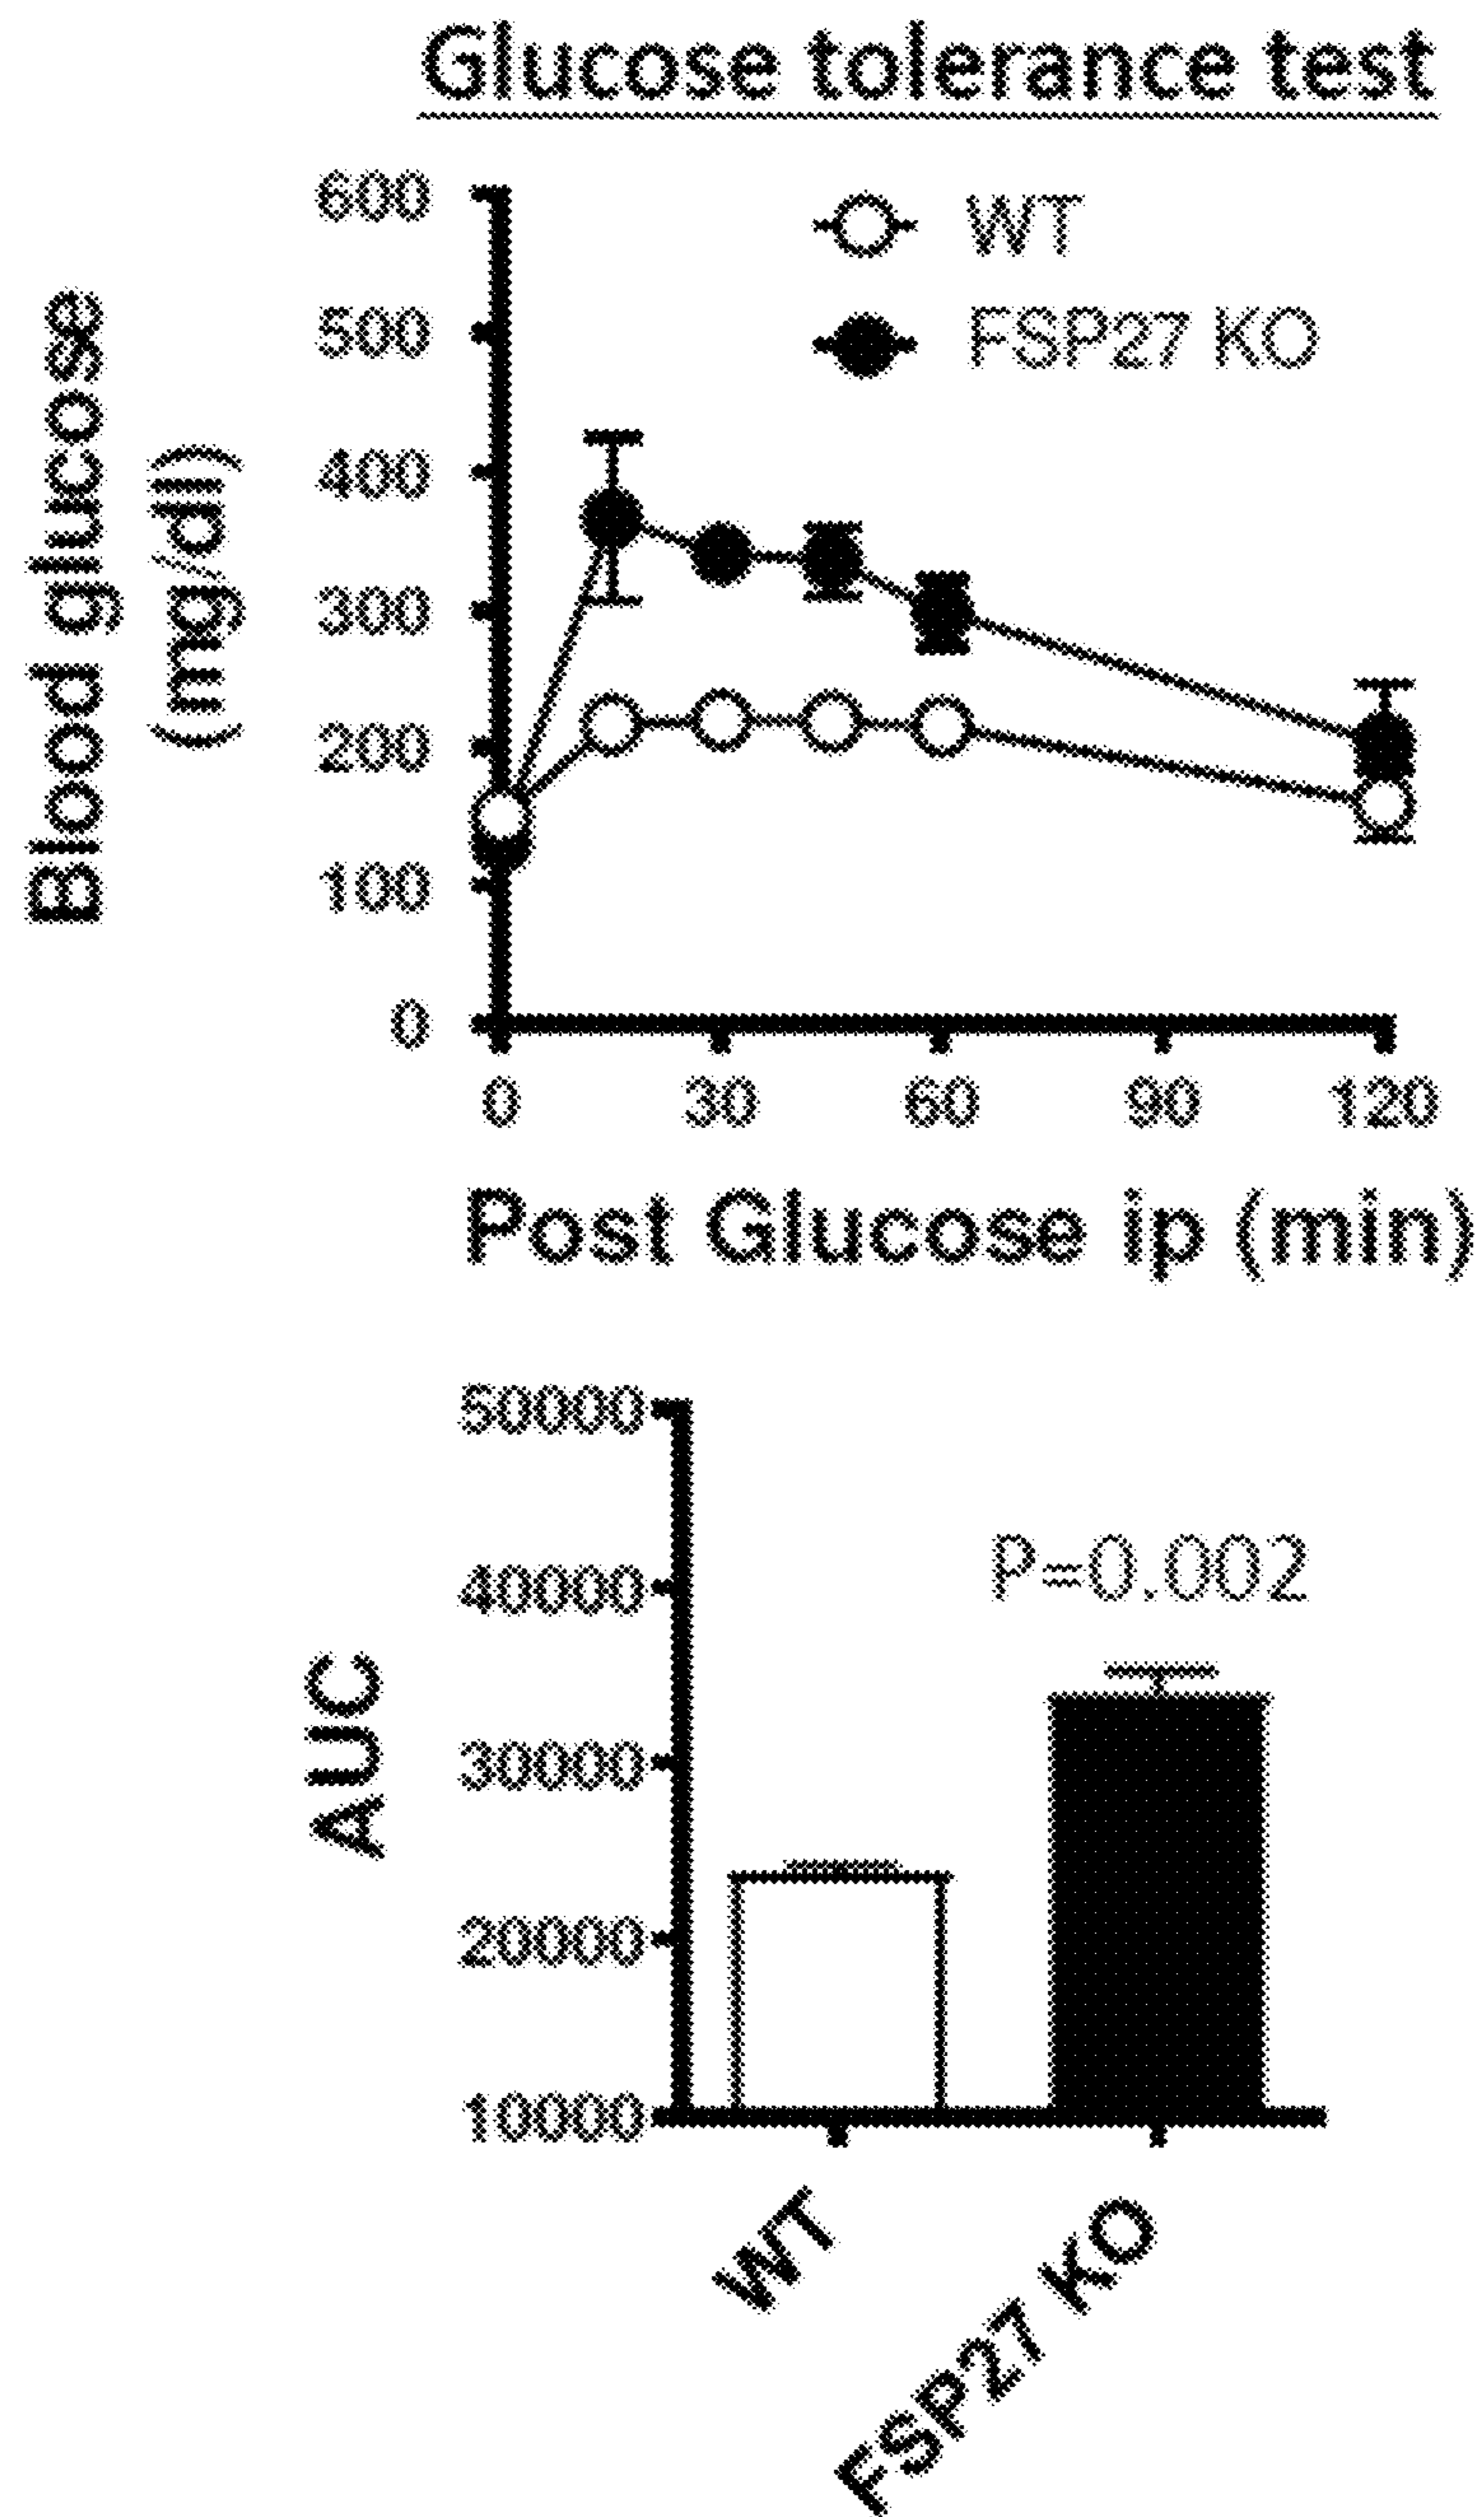 Glucose tolerance test
WT
FSP27 KO
Blood glucose
(mg/dl)
600
500
400
300
200
100
0
0 30 60 90 120
Post Glucose ip (min)
50000
40000
30000
20000
10000
AUC
P=0.002
WT
FSP27 KO